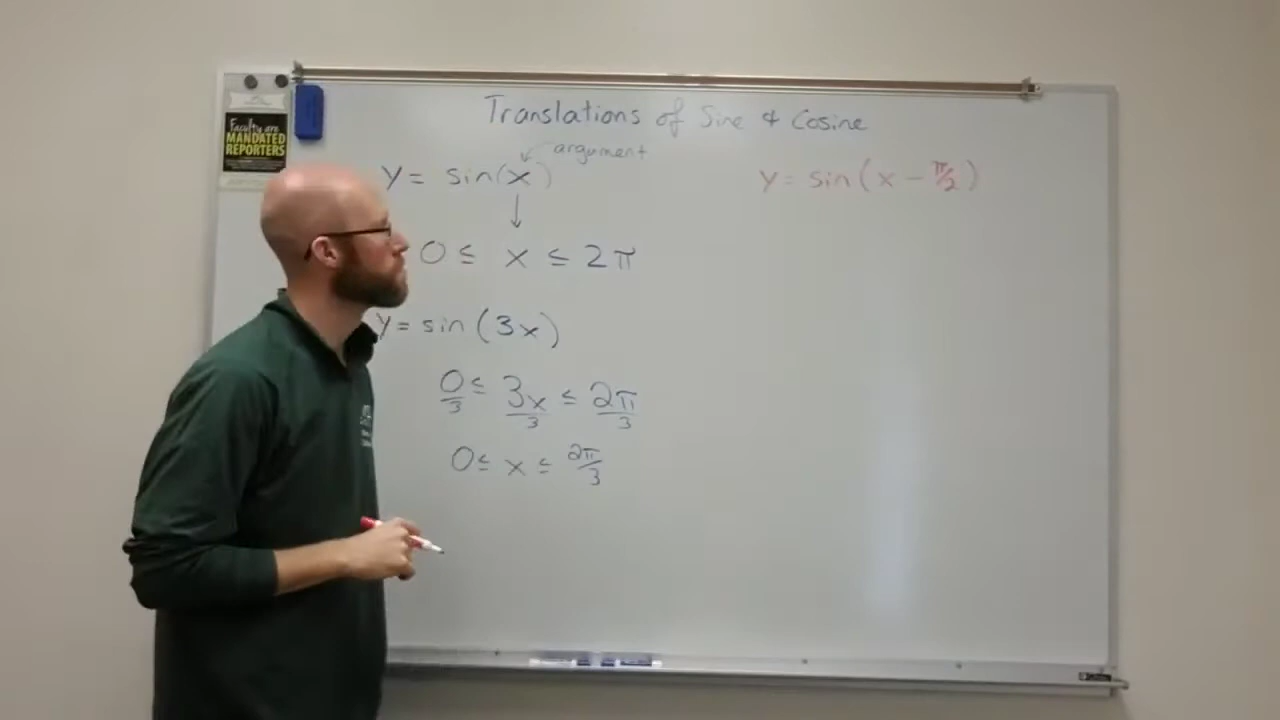 Translations of Sine & Cosine
Faculty are
MANDATED
REPORTERS
argument
y = sin(x)
0 ≤ x ≤ 2π
y = sin(3x)
0/3 ≤ 3x/3 ≤ 2π/3
0 ≤ x ≤ 2π/3
y = sin(x - π/2)